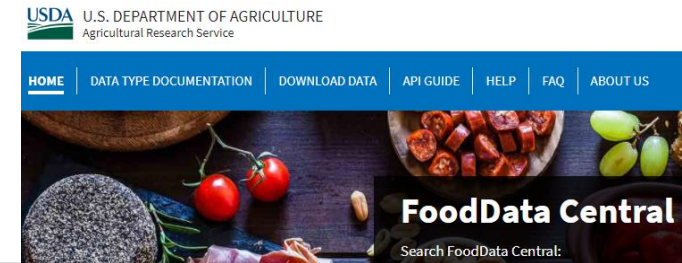 USDA U.S. DEPARTMENT OF AGRICULTURE
Agricultural Research Service
HOME DATA TYPE DOCUMENTATION DOWNLOAD DATA API GUIDE HELP FAQ ABOUT US
FoodData Central
Search FoodData Central: